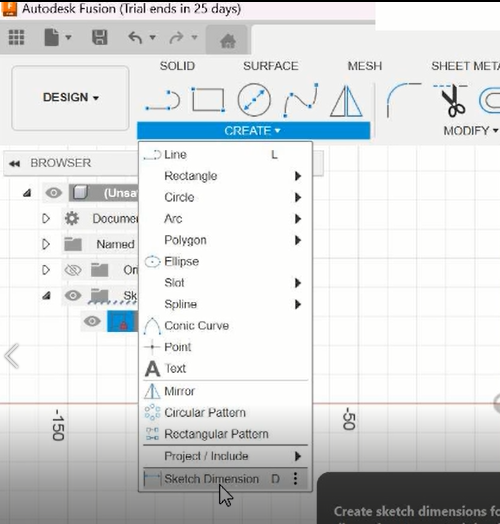 Autodesk Fusion (Trial ends in 25 days)
SOLID SURFACE MESH SHEET META
DESIGN
CREATE
MODIFY
BROWSER
Line L
(Unsa
Rectangle
Circle
Docume
Arc
Named
Polygon
Ellipse
Or
Slot
Sk
Spline
Conic Curve
Point
Text
Mirror
Circular Pattern
Rectangular Pattern
-150
-50
Project / Include
Sketch Dimension D
Create sketch dimensions fo